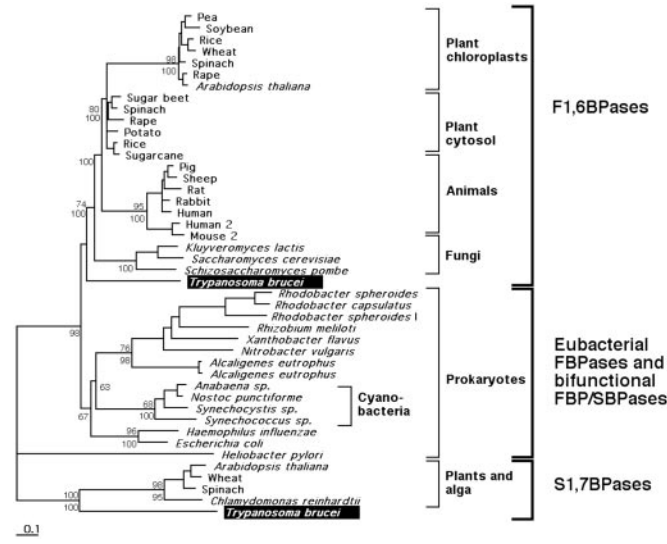 Pea
Soybean
Rice
Wheat
Spinach
Rape
Arabidopsis thaliana
98
100
Plant
chloroplasts
F1,6BPases
Sugar beet
Spinach
Rape
Potato
Rice
Sugarcane
80
100
Plant
cytosol
Pig
Sheep
Rat
Rabbit
Human
Human 2
Mouse 2
95
100
Animals
74
100
Kluyveromyces lactis
Saccharomyces cerevisiae
Schizosaccharomyces pombe
100
Fungi
Trypanosoma brucei
98
Rhodobacter spheroides
Rhodobacter capsulatus
Rhodobacter spheroides I
Rhizobium meliloti
Xanthobacter flavus
Nitrobacter vulgaris
Alcaligenes eutrophus
Alcaligenes eutrophus
76
98
Prokaryotes
Eubacterial
FBPases and
bifunctional
FBP/SBPases
63
67
Anabaena sp.
Nostoc punctiforme
Synechocystis sp.
Synechococcus sp.
68
100
Cyano-
bacteria
Haemophilus influenzae
Escherichia coli
96
100
Heliobacter pylori
Arabidopsis thaliana
Wheat
Spinach
Chlamydomonas reinhardtii
98
95
Plants and
alga
S1,7BPases
100
100
Trypanosoma brucei
0.1